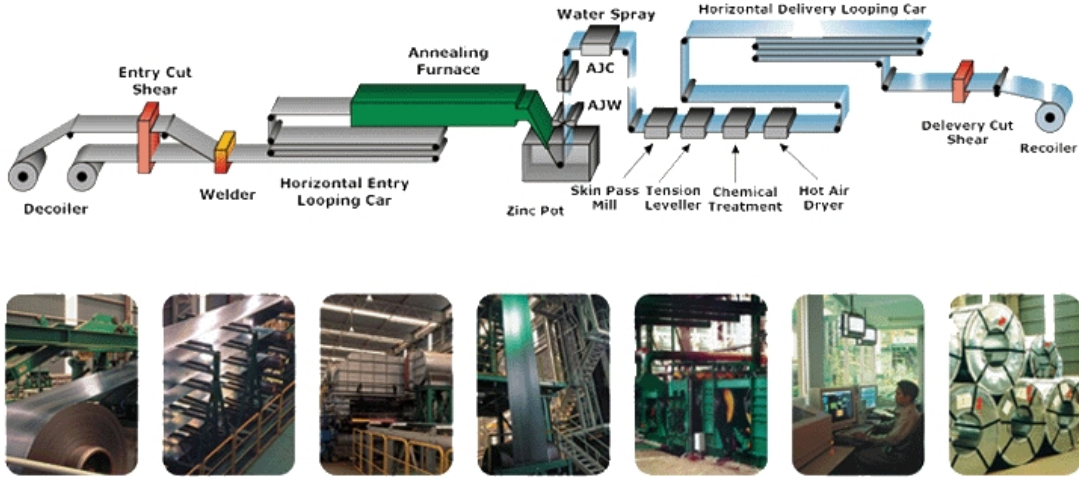 Water Spray
Horizontal Delivery Looping Car
Annealing
Furnace
Entry Cut
Shear
AJC
AJW
Welder
Horizontal Entry
Looping Car
Decoiler
Zinc Pot
Skin Pass
Mill
Tension
Leveller
Chemical
Treatment
Hot Air
Dryer
Delevery Cut
Shear
Recoiler